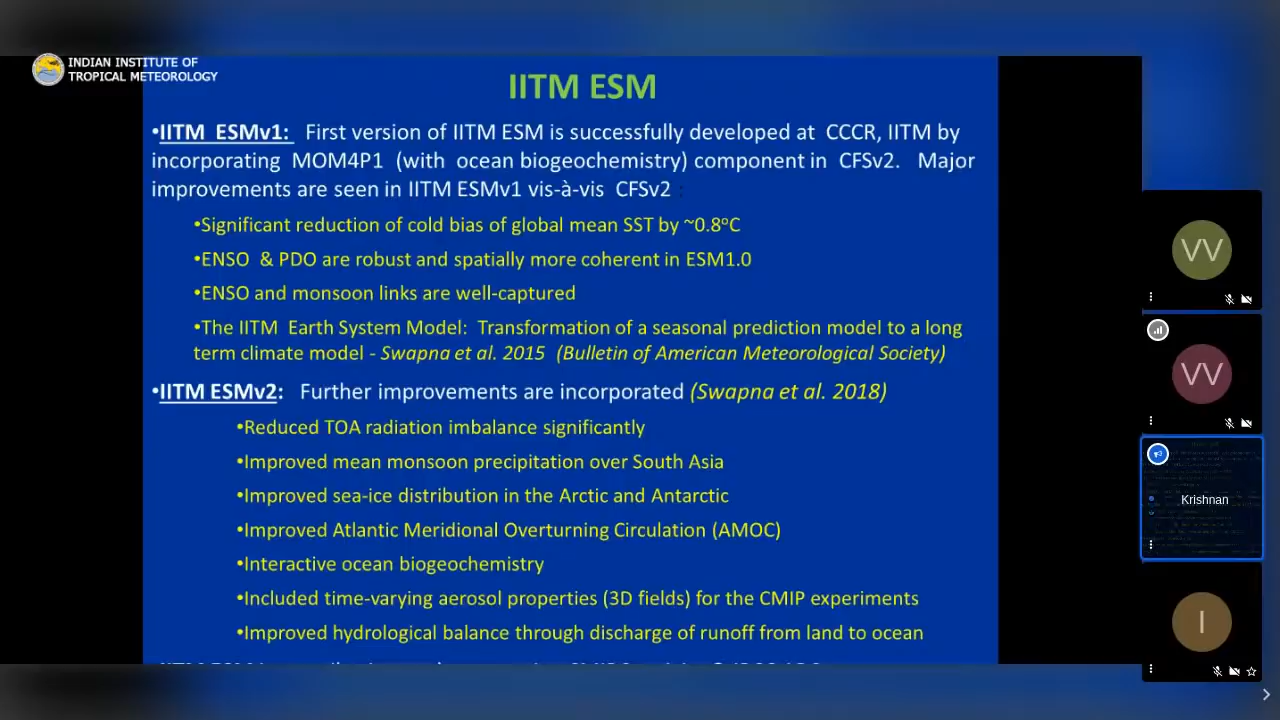 INDIAN INSTITUTE OF
TROPICAL METEOROLOGY
IITM ESM
•IITM ESMv1: First version of IITM ESM is successfully developed at CCCR, IITM by
incorporating MOM4P1 (with ocean biogeochemistry) component in CFSv2. Major
improvements are seen in IITM ESMv1 vis-à-vis CFSv2 :
•Significant reduction of cold bias of global mean SST by ~0.8°C
•ENSO & PDO are robust and spatially more coherent in ESM1.0
•ENSO and monsoon links are well-captured
•The IITM Earth System Model: Transformation of a seasonal prediction model to a long
term climate model - Swapna et al. 2015 (Bulletin of American Meteorological Society)
•IITM ESMv2: Further improvements are incorporated (Swapna et al. 2018)
•Reduced TOA radiation imbalance significantly
•Improved mean monsoon precipitation over South Asia
•Improved sea-ice distribution in the Arctic and Antarctic
•Improved Atlantic Meridional Overturning Circulation (AMOC)
•Interactive ocean biogeochemistry
•Included time-varying aerosol properties (3D fields) for the CMIP experiments
•Improved hydrological balance through discharge of runoff from land to ocean
VV
VV
Krishnan
I